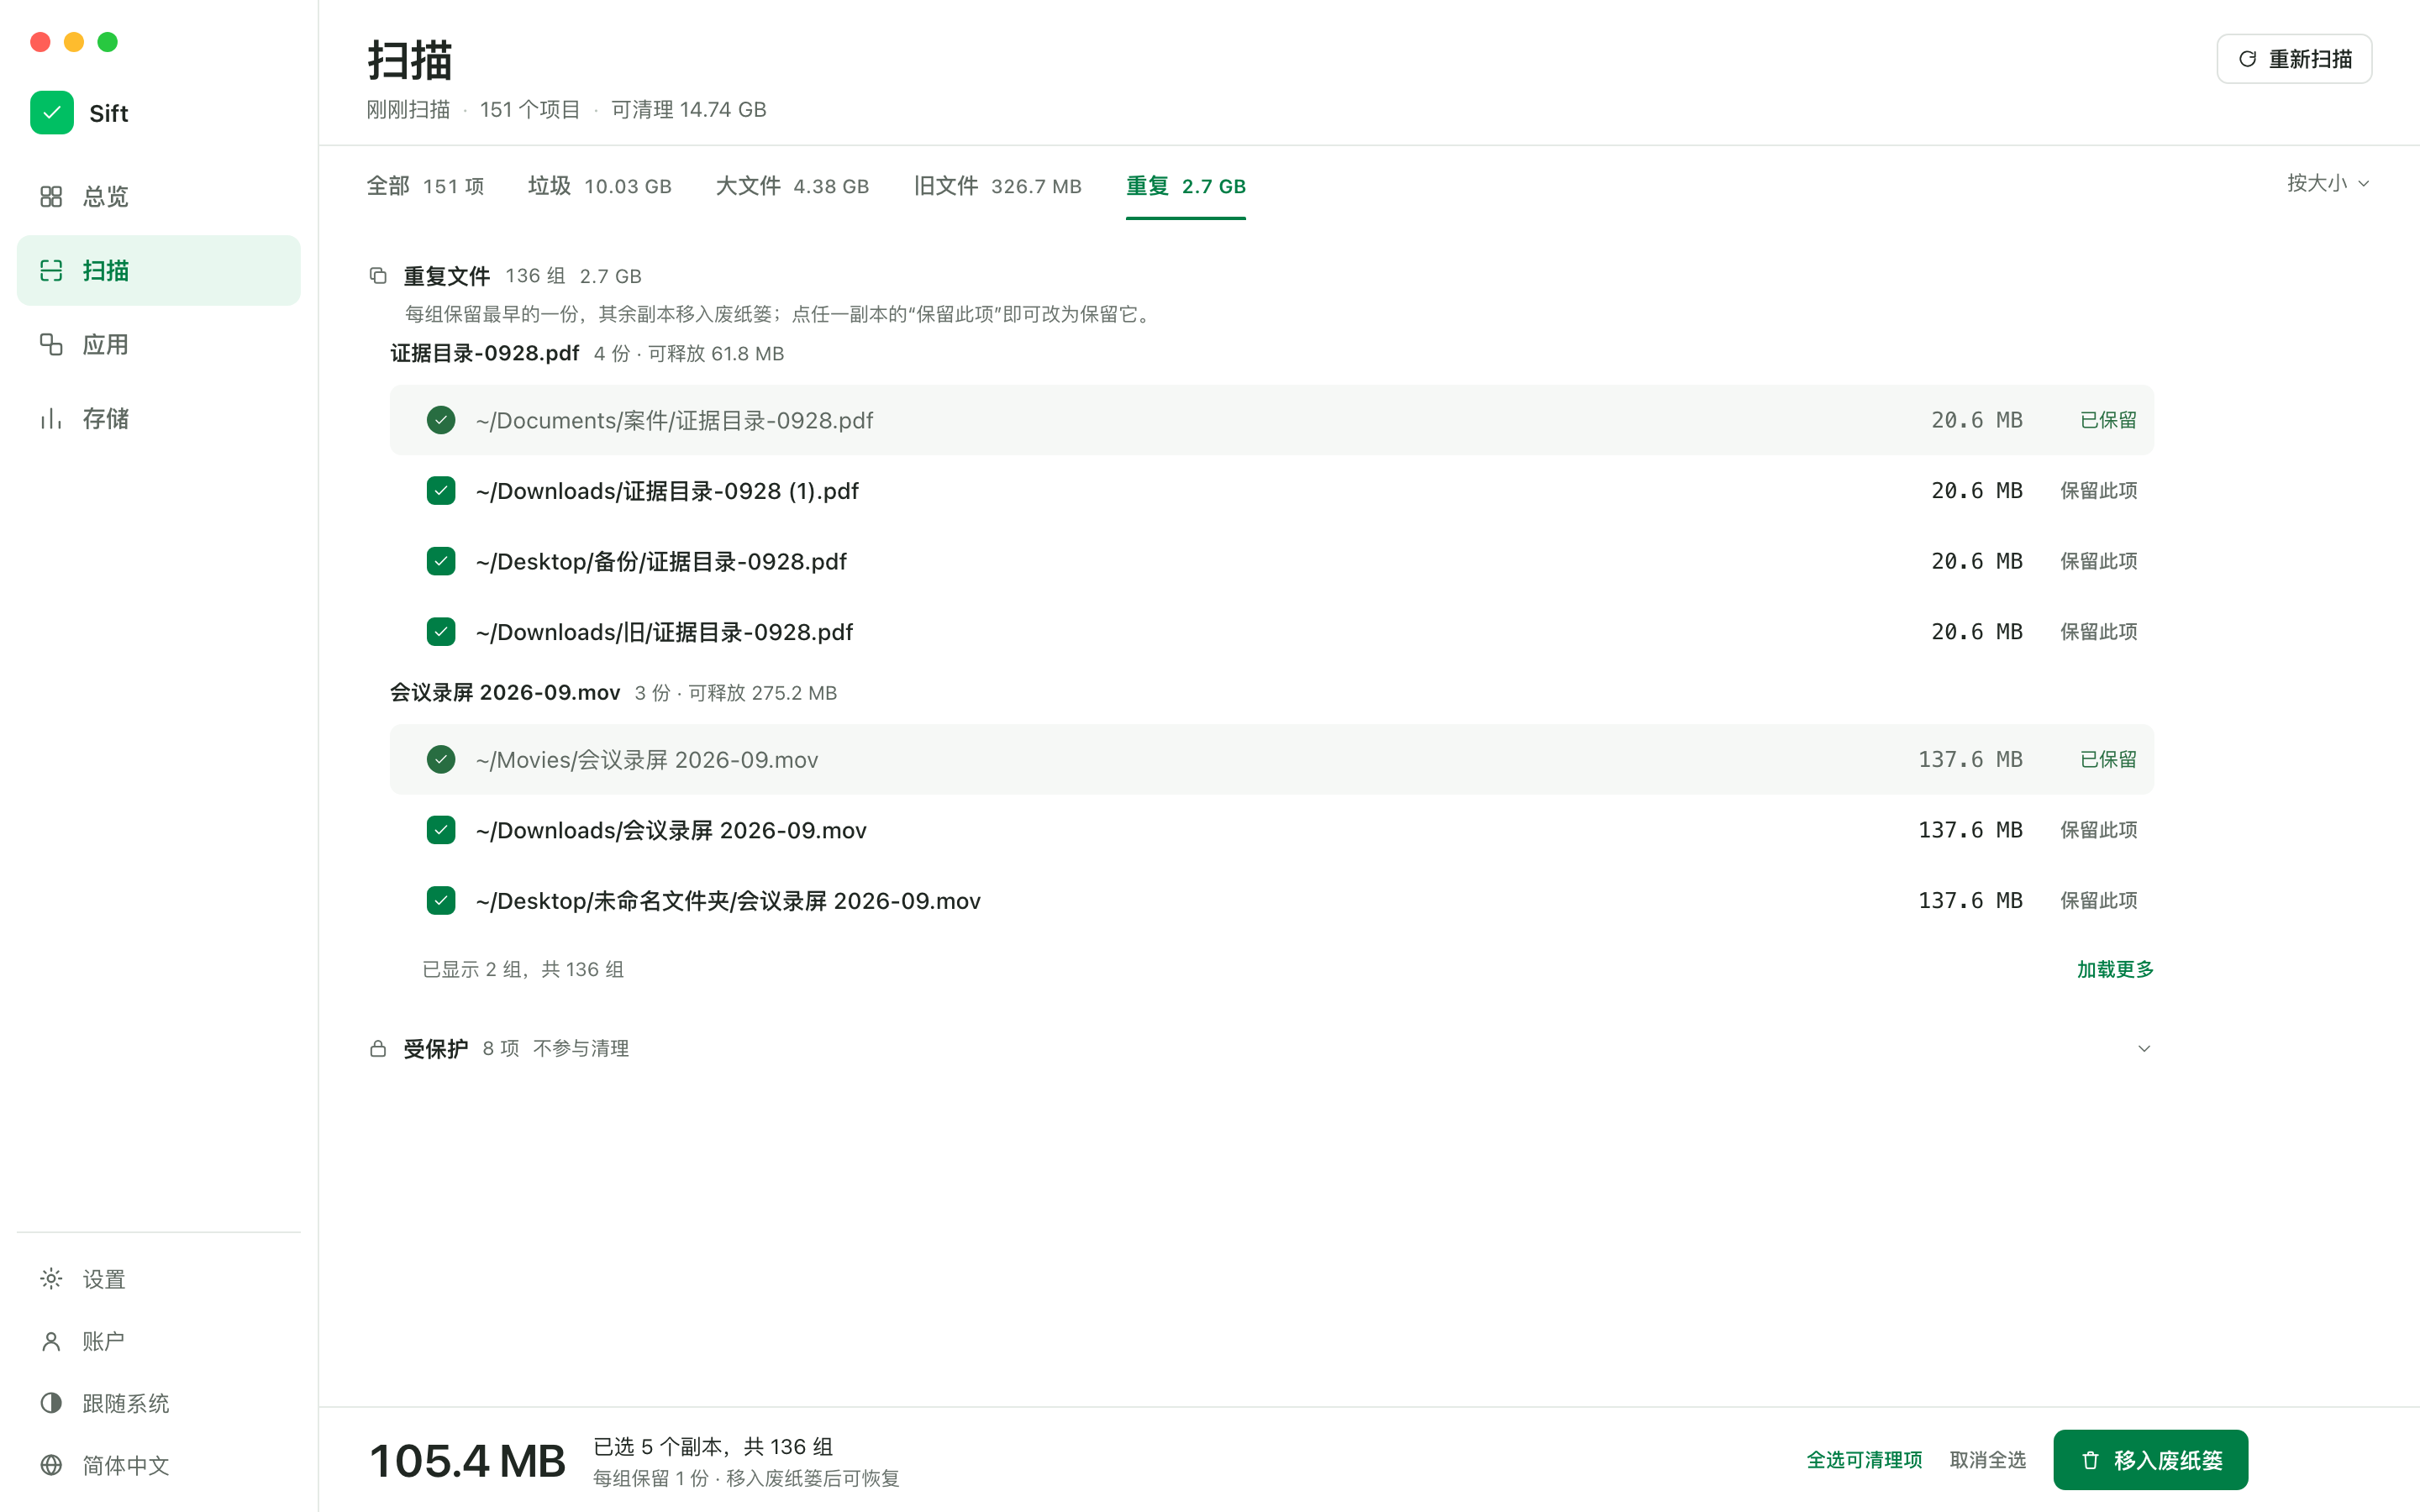 Sift
总览
扫描
应用
存储
设置
账户
跟随系统
简体中文
扫描
刚刚扫描 · 151 个项目 · 可清理 14.74 GB
重新扫描
全部 151 项 垃圾 10.03 GB 大文件 4.38 GB 旧文件 326.7 MB 重复 2.7 GB 按大小
重复文件 136 组 2.7 GB
每组保留最早的一份，其余副本移入废纸篓；点任一副本的“保留此项”即可改为保留它。
证据目录-0928.pdf 4 份 · 可释放 61.8 MB
~/Documents/案件/证据目录-0928.pdf 20.6 MB 已保留
~/Downloads/证据目录-0928 (1).pdf 20.6 MB 保留此项
~/Desktop/备份/证据目录-0928.pdf 20.6 MB 保留此项
~/Downloads/旧/证据目录-0928.pdf 20.6 MB 保留此项
会议录屏 2026-09.mov 3 份 · 可释放 275.2 MB
~/Movies/会议录屏 2026-09.mov 137.6 MB 已保留
~/Downloads/会议录屏 2026-09.mov 137.6 MB 保留此项
~/Desktop/未命名文件夹/会议录屏 2026-09.mov 137.6 MB 保留此项
已显示 2 组，共 136 组 加载更多
受保护 8 项 不参与清理
105.4 MB
已选 5 个副本，共 136 组
每组保留 1 份 · 移入废纸篓后可恢复
全选可清理项 取消全选 移入废纸篓